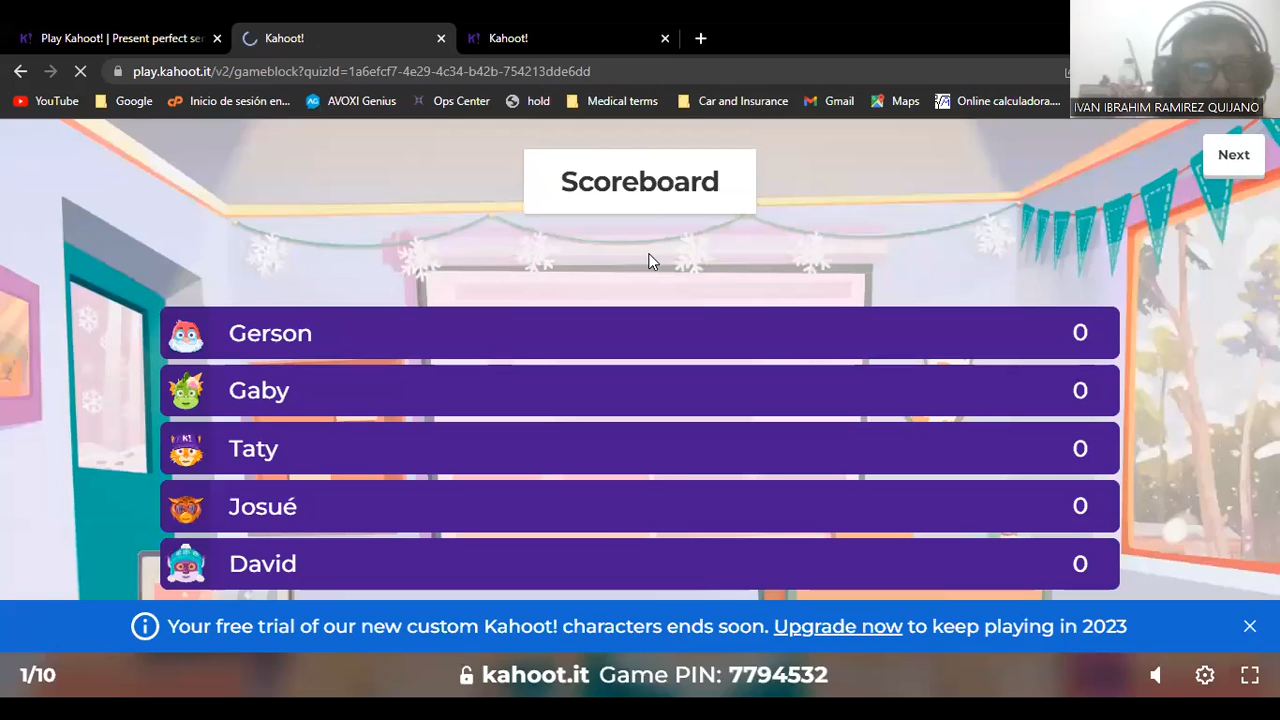 Play Kahoot! | Present perfect se
Kahoot!
Kahoot!
play.kahoot.it/v2/gameblock?quizId=1a6efcf7-4e29-4c34-b42b-754213dde6dd
YouTube Google Inicio de sesión en... AVOXI Genius Ops Center hold Medical terms Car and Insurance Gmail Maps Online calculadora....
IVAN IBRAHIM RAMIREZ QUIJANO
Next
Scoreboard
Gerson 0
Gaby 0
Taty 0
Josué 0
David 0
Your free trial of our new custom Kahoot! characters ends soon. Upgrade now to keep playing in 2023
1/10 kahoot.it Game PIN: 7794532